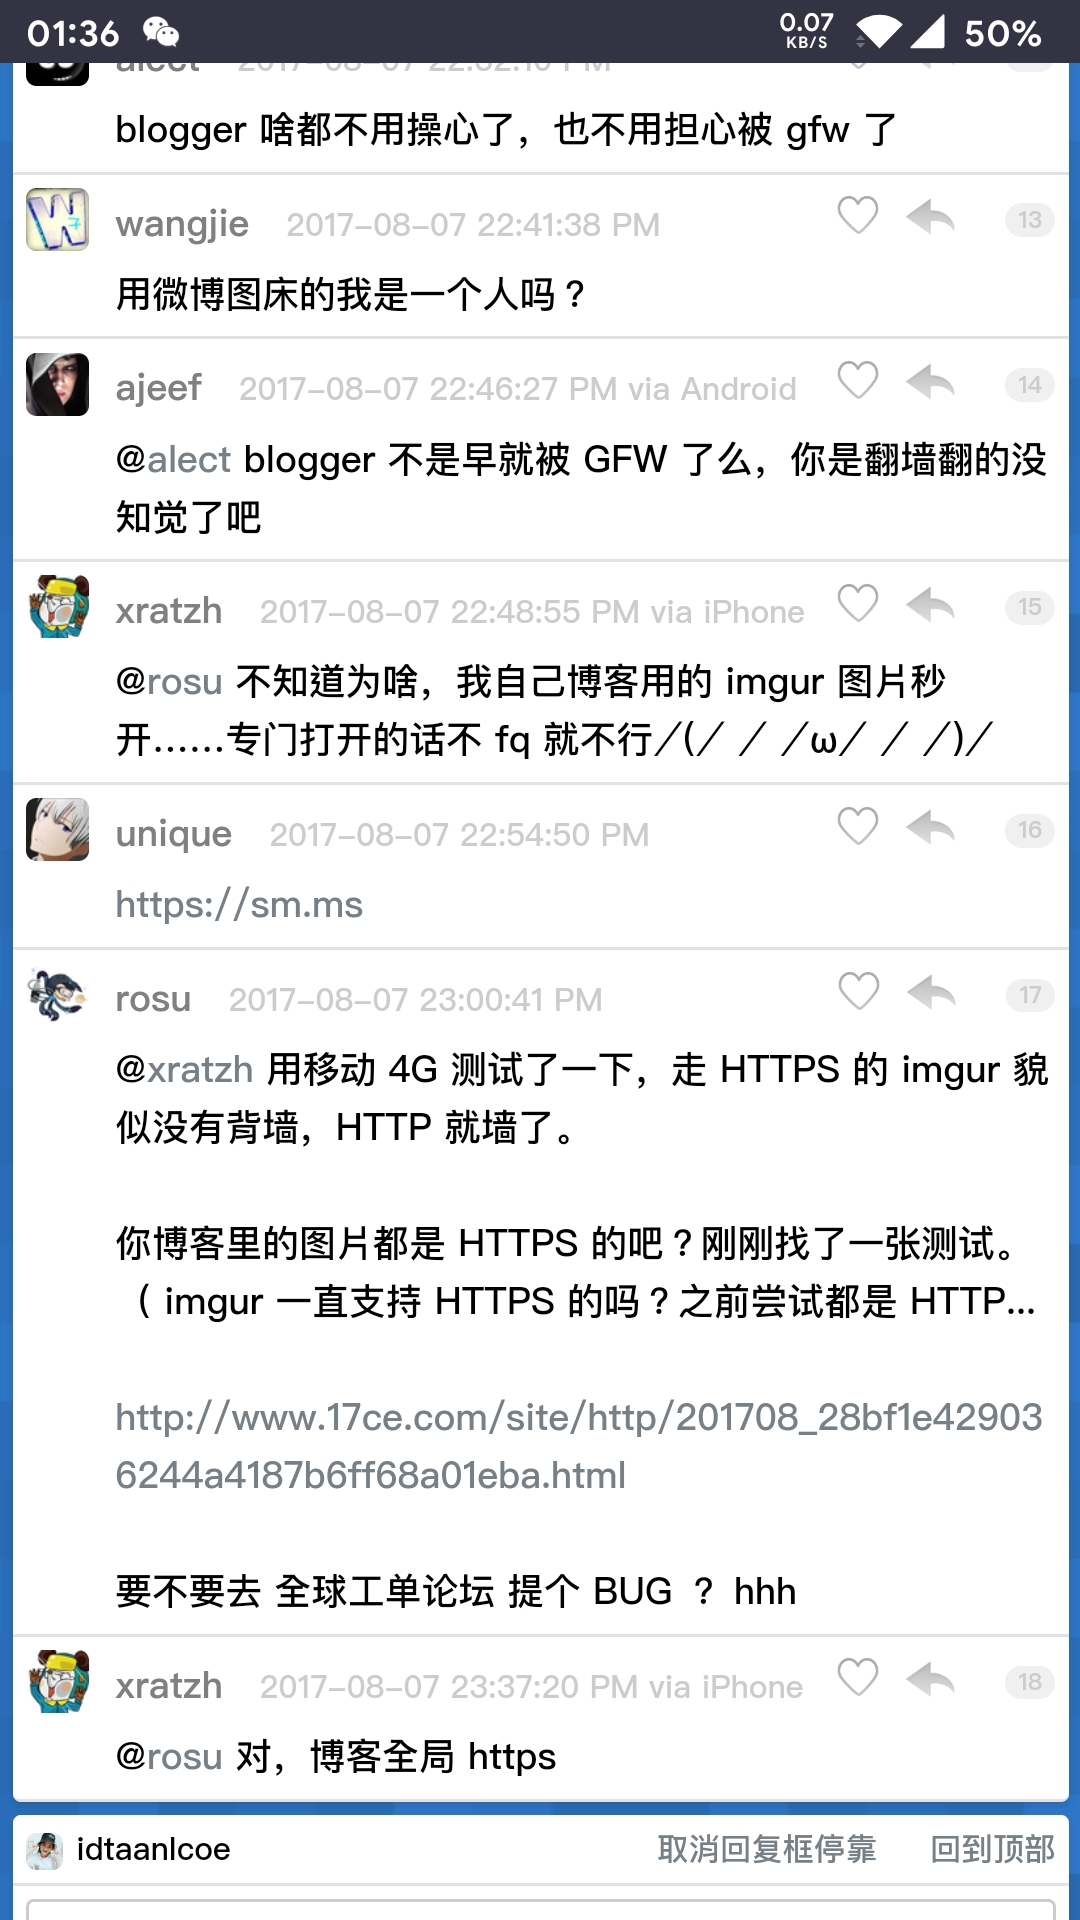 01:36 0.07 KB/S 50%
alect 2017-08-07 22:32:10 PM
blogger 啥都不用操心了，也不用担心被 gfw 了
wangjie 2017-08-07 22:41:38 PM 13
用微博图床的我是一个人吗？
ajeef 2017-08-07 22:46:27 PM via Android 14
@alect blogger 不是早就被 GFW 了么，你是翻墙翻的没
知觉了吧
xratzh 2017-08-07 22:48:55 PM via iPhone 15
@rosu 不知道为啥，我自己博客用的 imgur 图片秒
开……专门打开的话不 fq 就不行⁄(⁄ ⁄ ⁄ω⁄ ⁄ ⁄)⁄
unique 2017-08-07 22:54:50 PM 16
https://sm.ms
rosu 2017-08-07 23:00:41 PM 17
@xratzh 用移动 4G 测试了一下，走 HTTPS 的 imgur 貌
似没有背墙，HTTP 就墙了。
你博客里的图片都是 HTTPS 的吧？刚刚找了一张测试。
（ imgur 一直支持 HTTPS 的吗？之前尝试都是 HTTP...
http://www.17ce.com/site/http/201708_28bf1e42903
6244a4187b6ff68a01eba.html
要不要去 全球工单论坛 提个 BUG ？ hhh
xratzh 2017-08-07 23:37:20 PM via iPhone 18
@rosu 对，博客全局 https
idtaanlcoe 取消回复框停靠 回到顶部